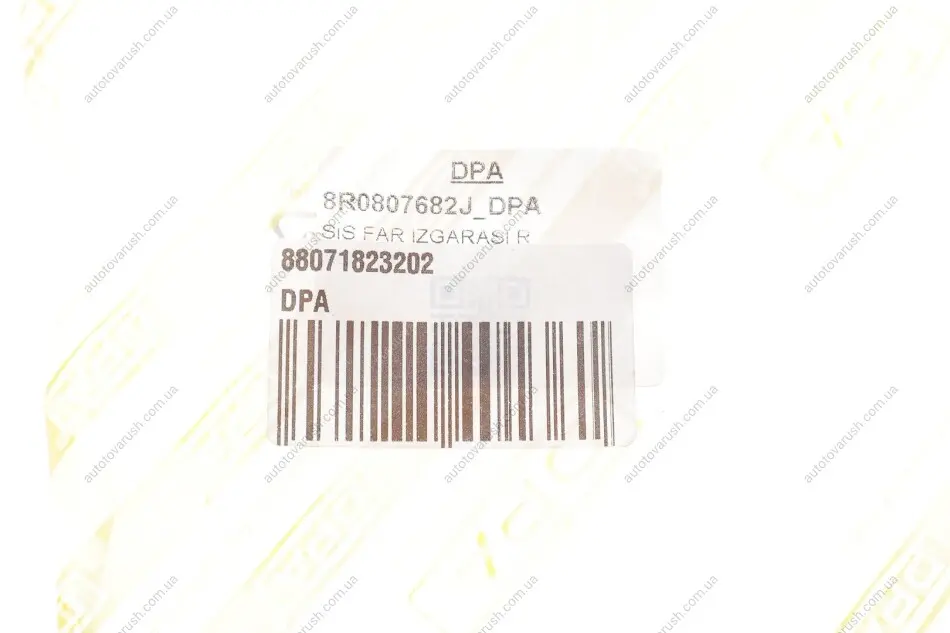 DPA
8R0807682J_DPA
SIS FAR IZGARASI R
88071823202
DPA
autotovarush.com.ua